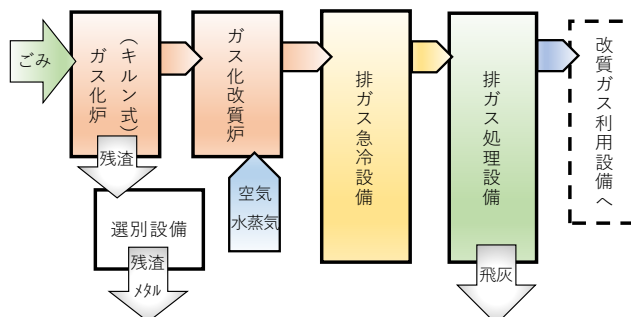 ごみ
ガス化炉
（キルン式）
ガス化改質炉
排ガス急冷設備
排ガス処理設備
改質ガス利用設備へ
残渣
空気
水蒸気
選別設備
残渣
ﾒﾀﾙ
飛灰